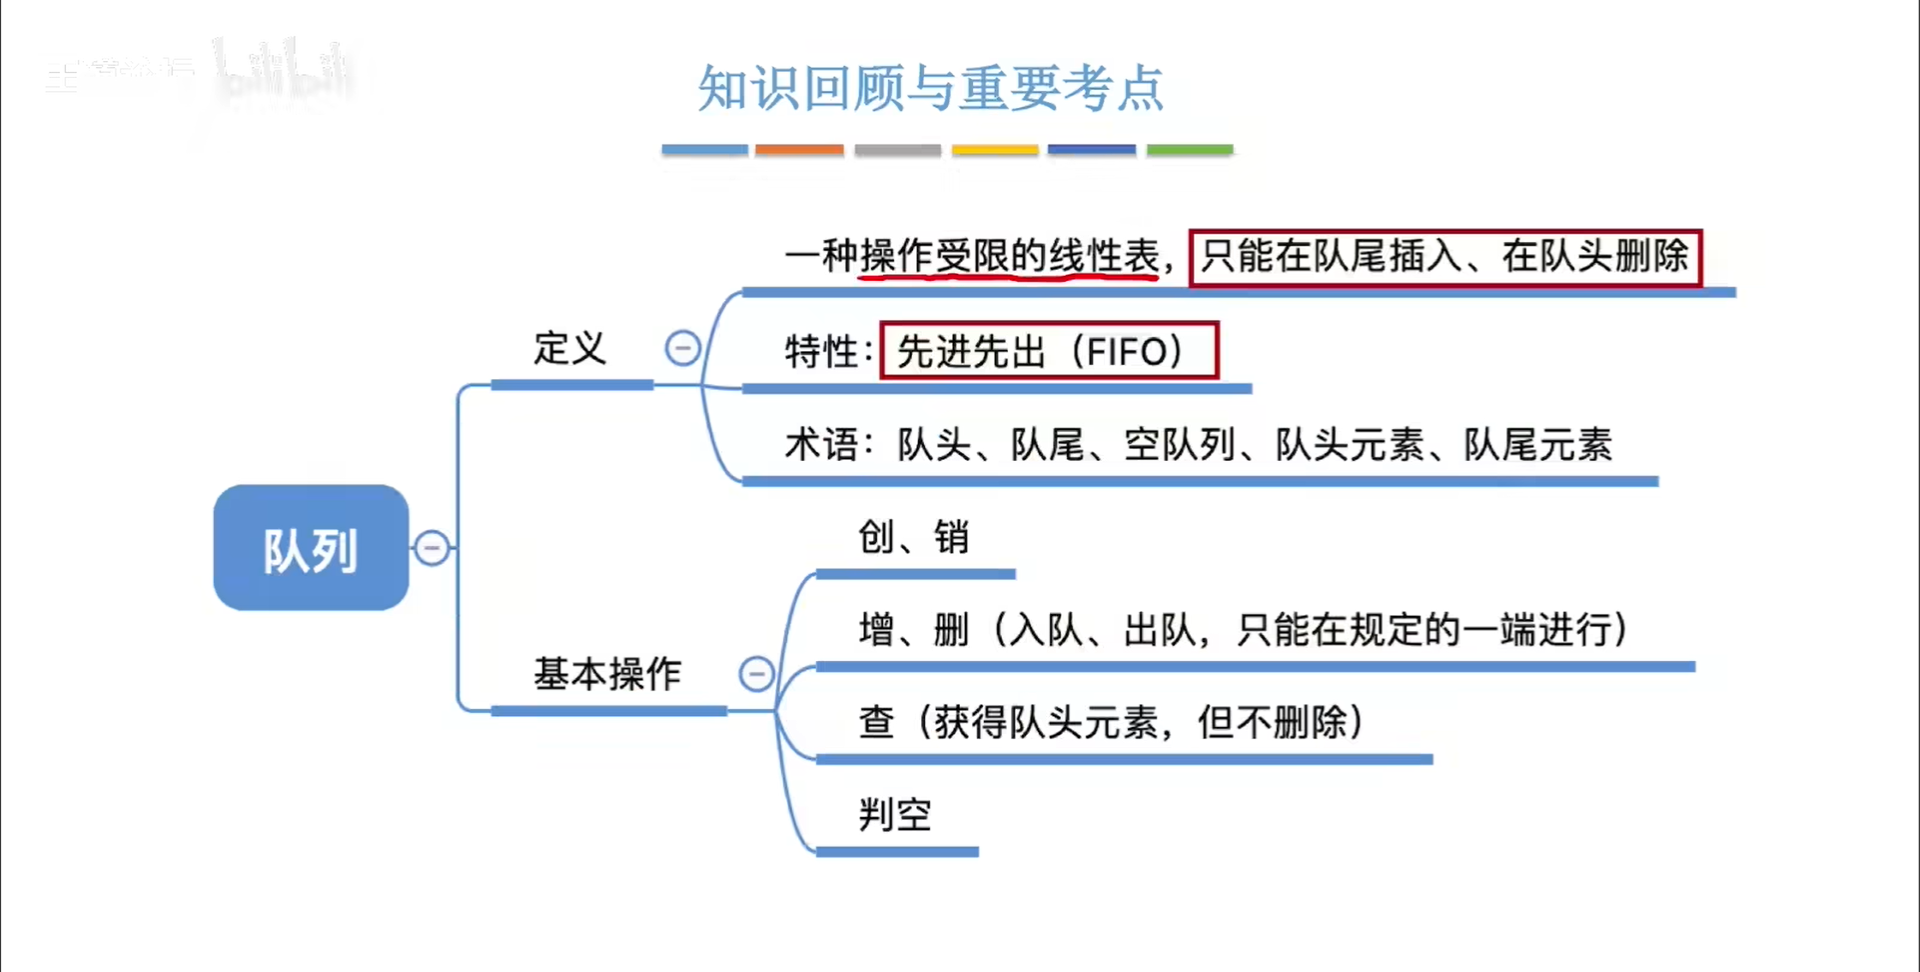 bilibili
知识回顾与重要考点
一种操作受限的线性表，只能在队尾插入、在队头删除
定义
特性：先进先出（FIFO）
术语：队头、队尾、空队列、队头元素、队尾元素
队列
创、销
增、删（入队、出队，只能在规定的一端进行）
基本操作
查（获得队头元素，但不删除）
判空